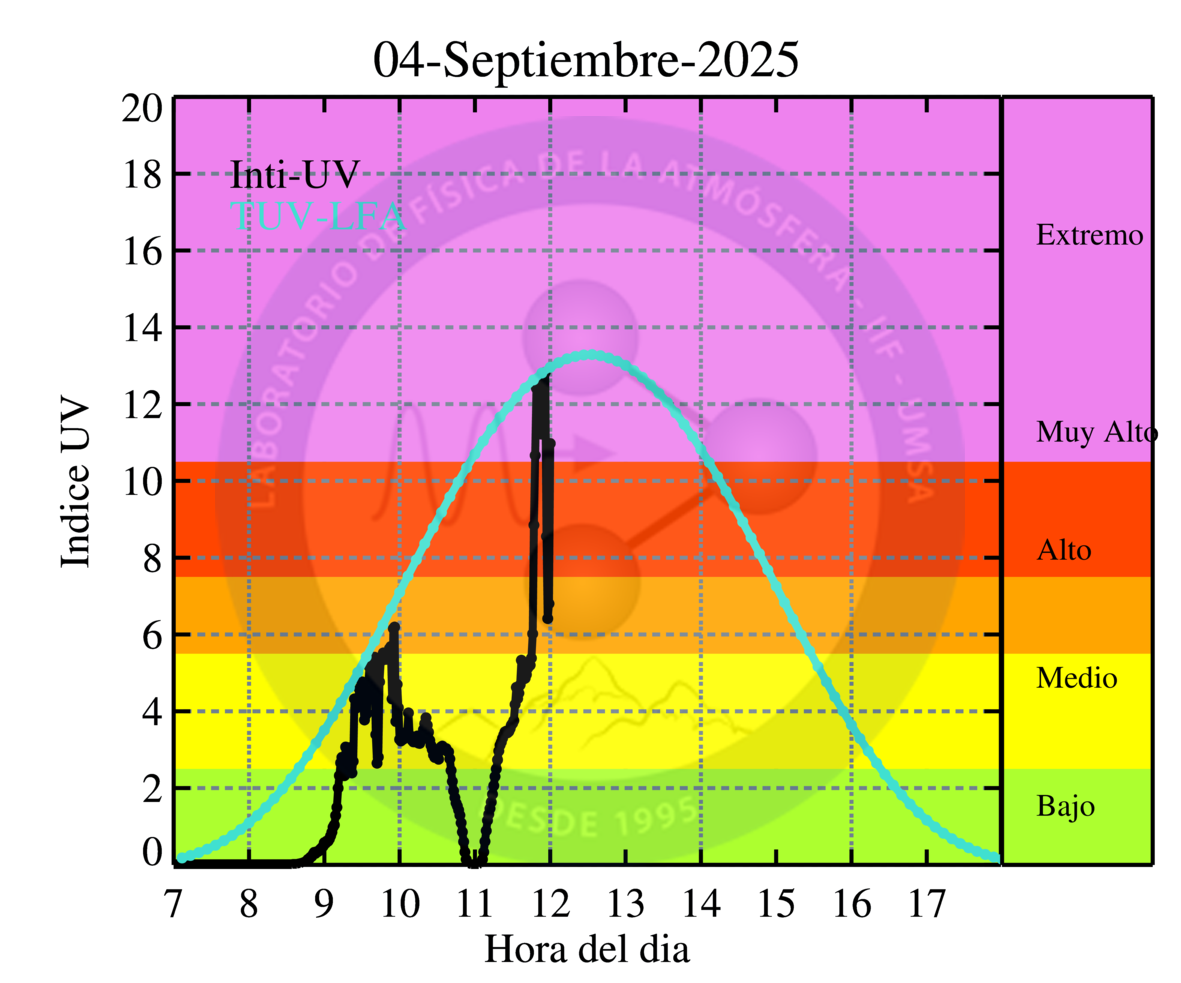 04-Septiembre-2025
20
18
16
14
12
10
8
6
4
2
0
Indice UV
Inti-UV
TUV-LFA
LABORATORIO DE FÍSICA DE LA ATMÓSFERA - IIF - UMSA
DESDE 1995
Extremo
Muy Alto
Alto
Medio
Bajo
7 8 9 10 11 12 13 14 15 16 17
Hora del dia